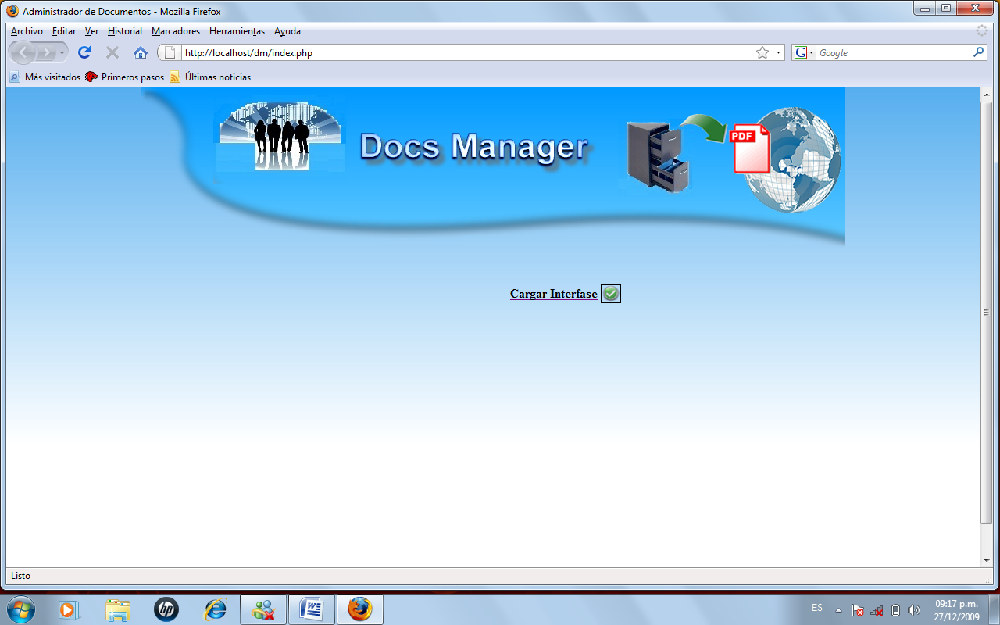 Administrador de Documentos - Mozilla Firefox
Archivo Editar Ver Historial Marcadores Herramientas Ayuda
http://localhost/dm/index.php
G Google
Más visitados Primeros pasos Últimas noticias
Docs Manager
PDF
Cargar Interfase
Listo
hp
W
ES
09:17 p.m.
27/12/2009